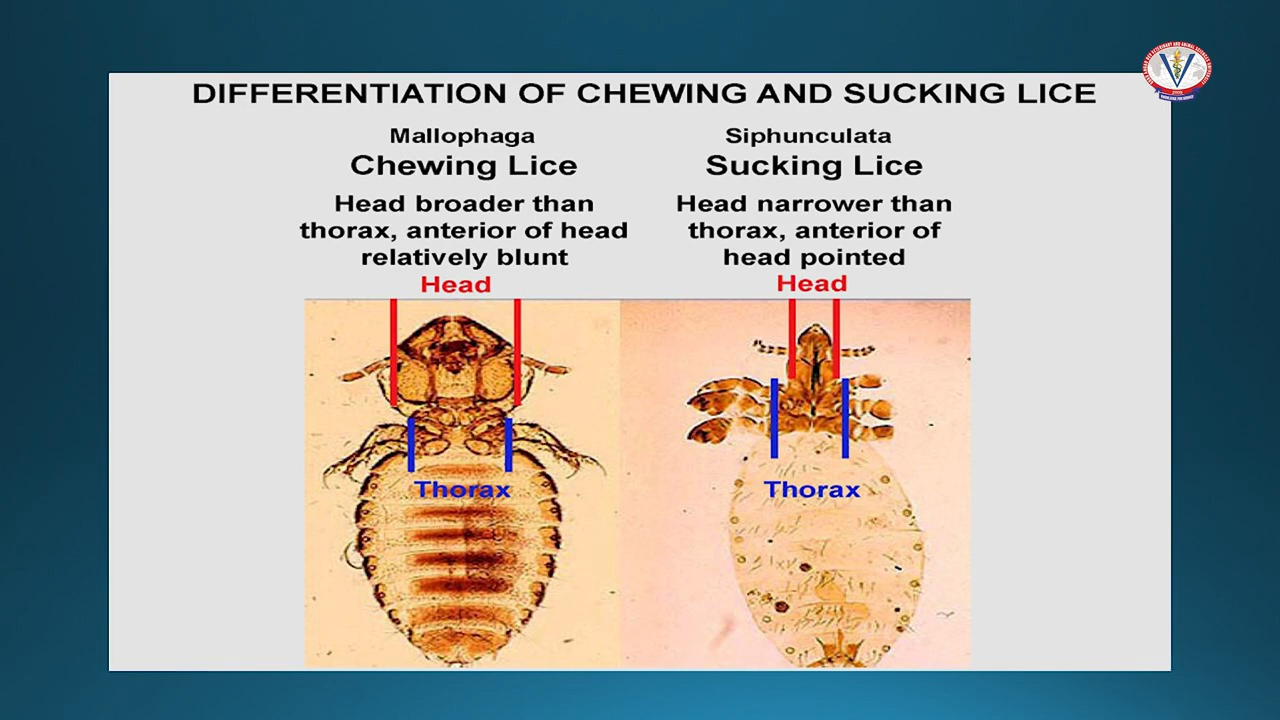 DIFFERENTIATION OF CHEWING AND SUCKING LICE
Mallophaga
Chewing Lice
Head broader than
thorax, anterior of head
relatively blunt
Head
Thorax
Siphunculata
Sucking Lice
Head narrower than
thorax, anterior of
head pointed
Head
Thorax